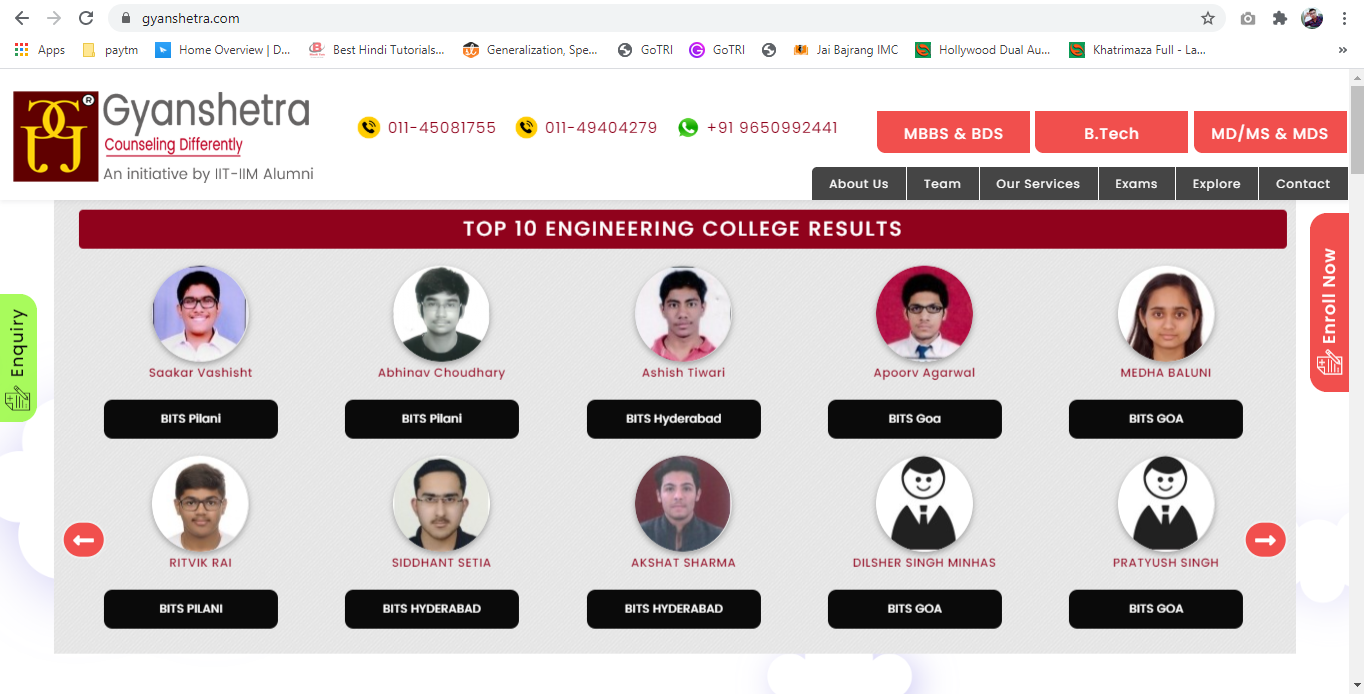 gyanshetra.com
Apps paytm Home Overview | D... Best Hindi Tutorials... Generalization, Spe... GoTRI GoTRI Jai Bajrang IMC Hollywood Dual Au... Khatrimaza Full - La... »
Gyanshetra
®
Counseling Differently
An initiative by IIT-IIM Alumni
011-45081755 011-49404279 +91 9650992441
MBBS & BDS B.Tech MD/MS & MDS
About Us Team Our Services Exams Explore Contact
TOP 10 ENGINEERING COLLEGE RESULTS
Enquiry
Enroll Now
Saakar Vashisht Abhinav Choudhary Ashish Tiwari Apoorv Agarwal MEDHA BALUNI
BITS Pilani BITS Pilani BITS Hyderabad BITS Goa BITS GOA
RITVIK RAI SIDDHANT SETIA AKSHAT SHARMA DILSHER SINGH MINHAS PRATYUSH SINGH
BITS PILANI BITS HYDERABAD BITS HYDERABAD BITS GOA BITS GOA